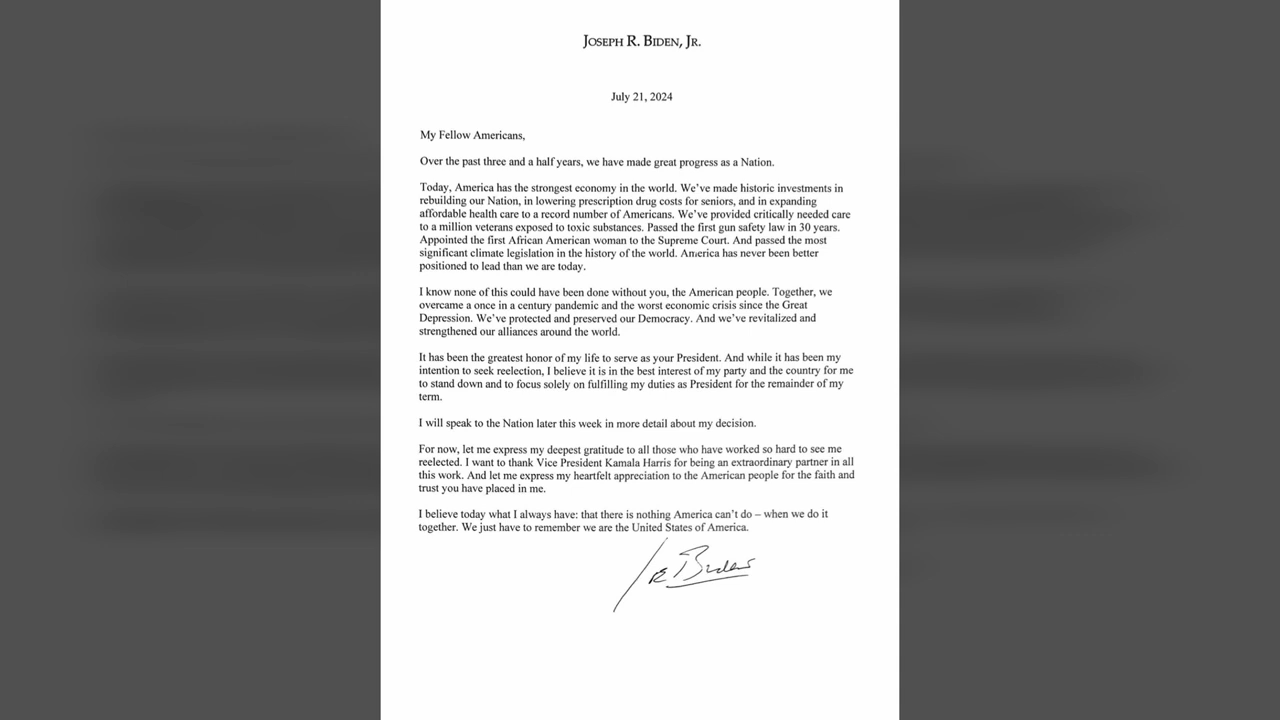 JOSEPH R. BIDEN, JR.
July 21, 2024
My Fellow Americans,
Over the past three and a half years, we have made great progress as a Nation.
Today, America has the strongest economy in the world. We've made historic investments in
rebuilding our Nation, in lowering prescription drug costs for seniors, and in expanding
affordable health care to a record number of Americans. We've provided critically needed care
to a million veterans exposed to toxic substances. Passed the first gun safety law in 30 years.
Appointed the first African American woman to the Supreme Court. And passed the most
significant climate legislation in the history of the world. America has never been better
positioned to lead than we are today.
I know none of this could have been done without you, the American people. Together, we
overcame a once in a century pandemic and the worst economic crisis since the Great
Depression. We've protected and preserved our Democracy. And we've revitalized and
strengthened our alliances around the world.
It has been the greatest honor of my life to serve as your President. And while it has been my
intention to seek reelection, I believe it is in the best interest of my party and the country for me
to stand down and to focus solely on fulfilling my duties as President for the remainder of my
term.
I will speak to the Nation later this week in more detail about my decision.
For now, let me express my deepest gratitude to all those who have worked so hard to see me
reelected. I want to thank Vice President Kamala Harris for being an extraordinary partner in all
this work. And let me express my heartfelt appreciation to the American people for the faith and
trust you have placed in me.
I believe today what I always have: that there is nothing America can't do – when we do it
together. We just have to remember we are the United States of America.
Joe Biden